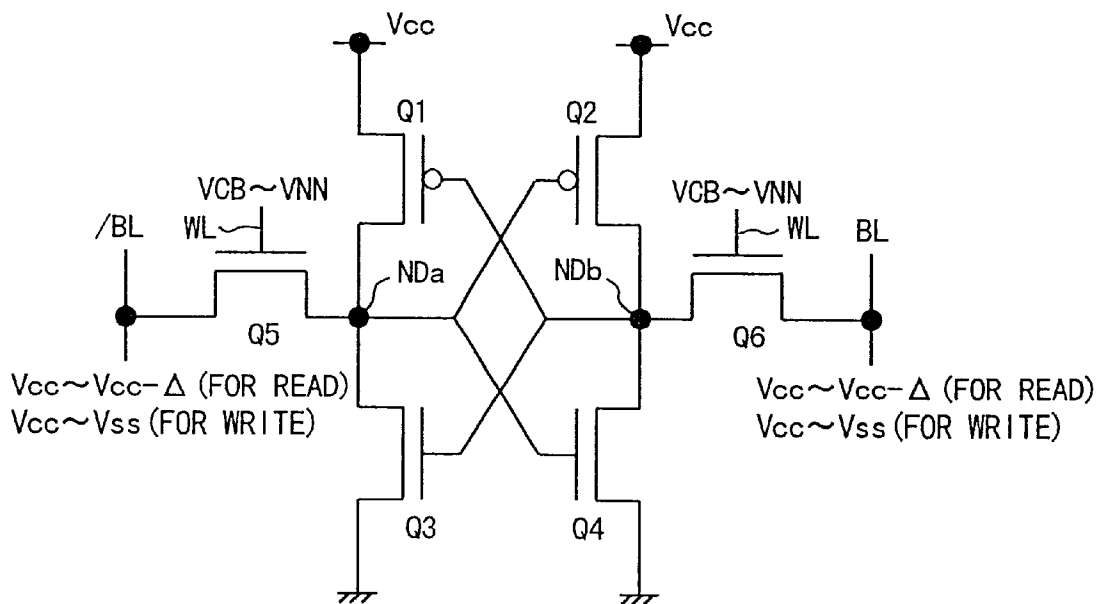 Vcc
Vcc
Q1
Q2
VCB~VNN
VCB~VNN
/BL
WL
WL
BL
NDa
NDb
Q5
Q6
Vcc~Vcc-Δ (FOR READ)
Vcc~Vss (FOR WRITE)
Vcc~Vcc-Δ (FOR READ)
Vcc~Vss (FOR WRITE)
Q3
Q4